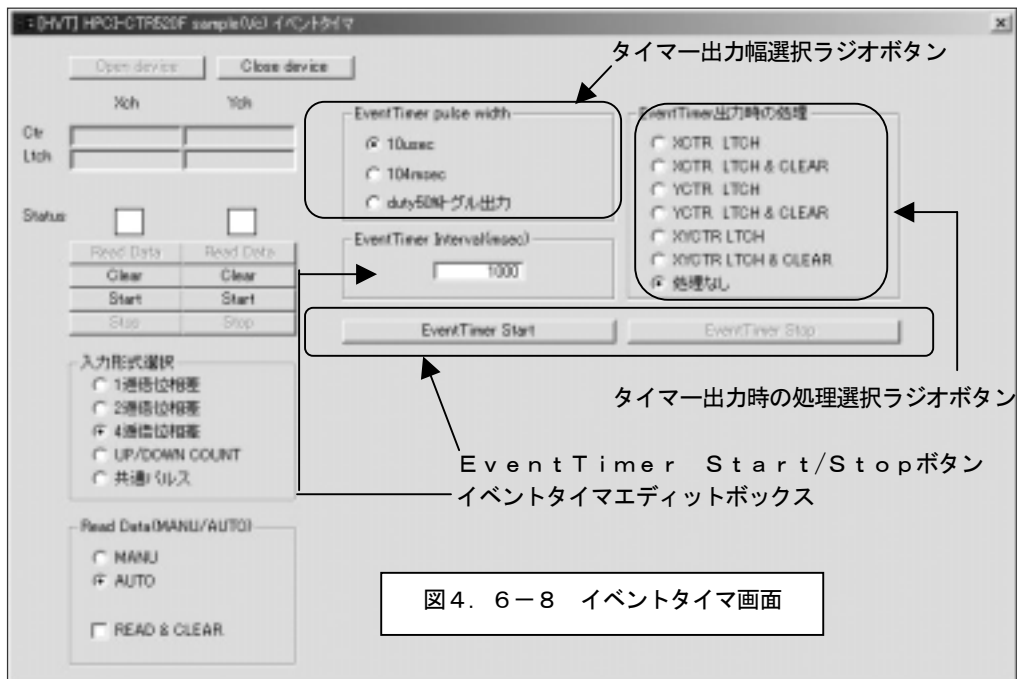 [HVT] HPCI-CTR520F sample(Vc) イベントタイマ
タイマー出力幅選択ラジオボタン
Open device
Close device
Xch
Ych
Ctr
Ltch
Status
Read Data
Read Data
Clear
Clear
Start
Start
Stop
Stop
EventTimer pulse width
10usec
104msec
duty50%トグル出力
EventTimer Interval(msec)
1000
EventTimer出力時の処理
XCTR LTCH
XCTR LTCH & CLEAR
YCTR LTCH
YCTR LTCH & CLEAR
XYCTR LTCH
XYCTR LTCH & CLEAR
処理なし
EventTimer Start
EventTimer Stop
タイマー出力時の処理選択ラジオボタン
ＥｖｅｎｔＴｉｍｅｒ　Ｓｔａｒｔ/Ｓｔｏｐボタン
イベントタイマエディットボックス
入力形式選択
1逓倍位相差
2逓倍位相差
4逓倍位相差
UP/DOWN COUNT
共通パルス
Read Data(MANU/AUTO)
MANU
AUTO
READ & CLEAR
図４．６－８　イベントタイマ画面